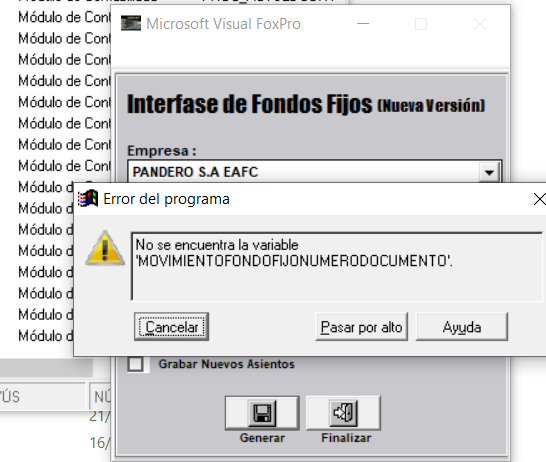 Módulo de Cont
Microsoft Visual FoxPro
Módulo de Cont
Módulo de Cont
Módulo de Cont
Módulo de Cont
Interfase de Fondos Fijos (Nueva Versión)
Módulo de Cont
Módulo de Cont
Módulo de Cont
Empresa :
Módulo de Cont
PANDERO S.A EAFC
Módulo d
Error del programa
Módulo d
Módulo d
No se encuentra la variable
'MOVIMIENTOFONDOFIJONUMERODOCUMENTO'.
Módulo d
Módulo d
Módulo d
Cancelar Pasar por alto Ayuda
Módulo d
Grabar Nuevos Asientos
'ÚS NÚ
21/
Generar Finalizar
16/